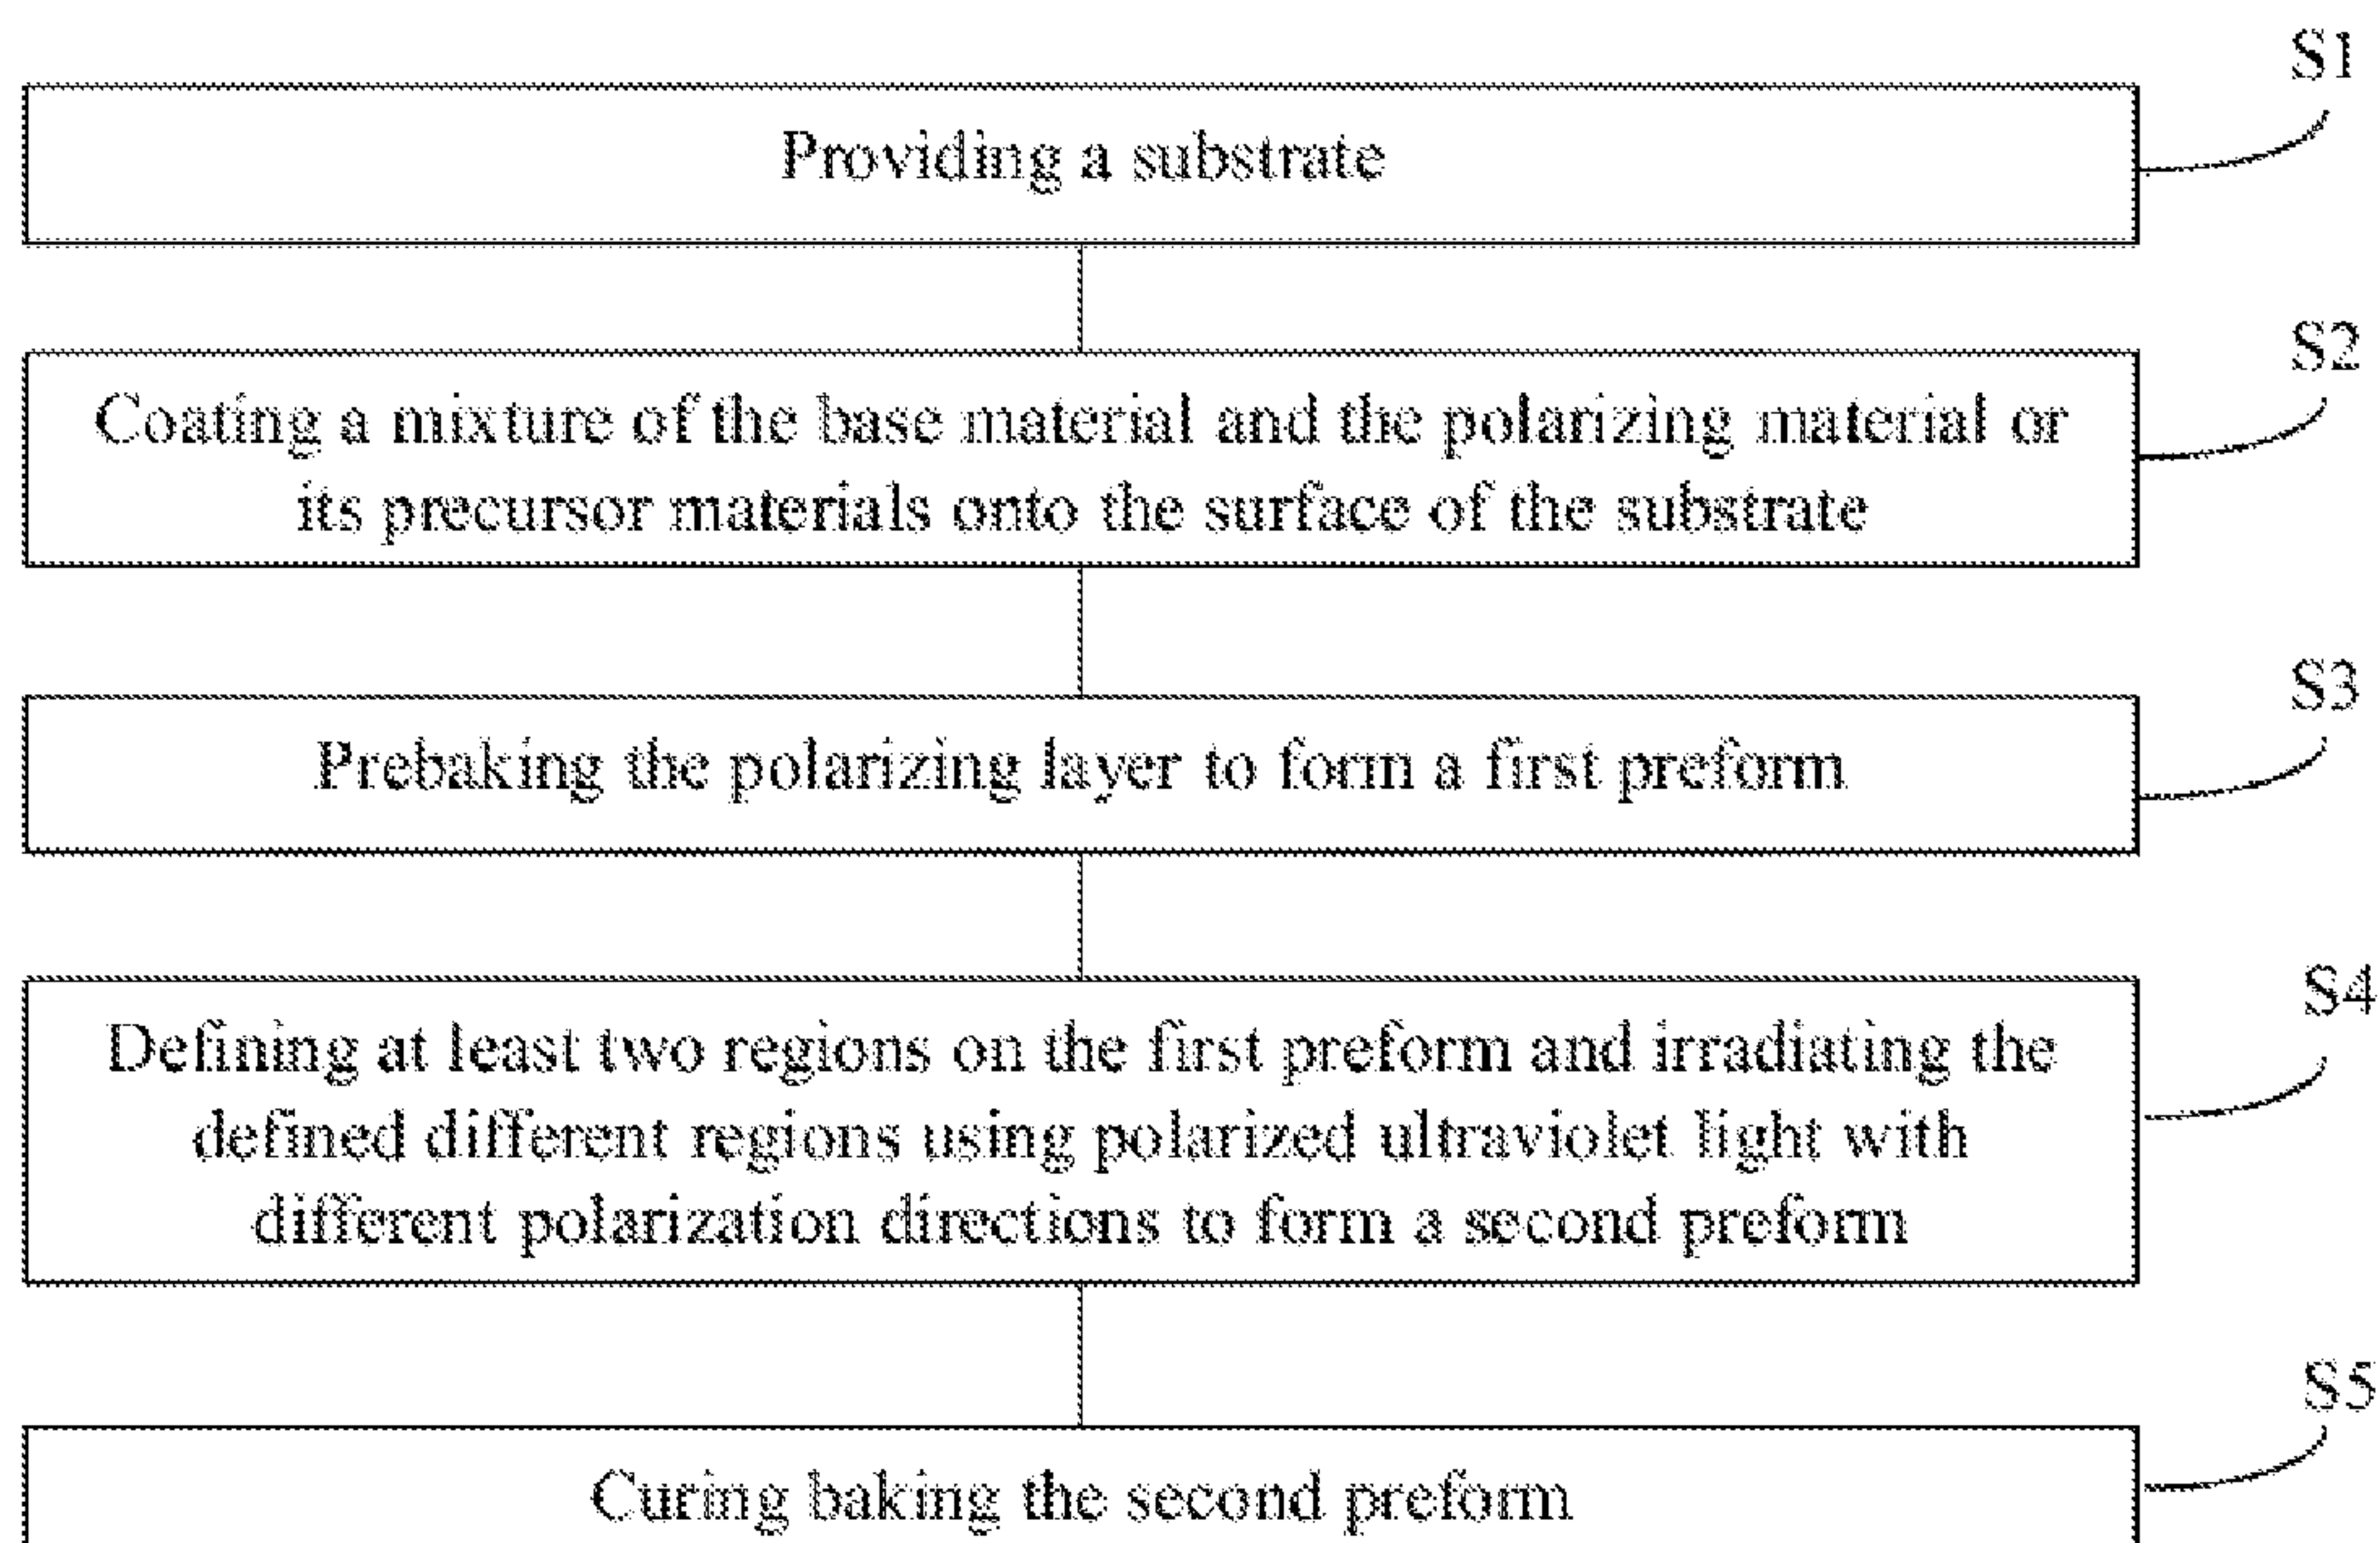 S1
Providing a substrate
S2
Coating a mixture of the base material and the polarizing material or
its precursor materials onto the surface of the substrate
S3
Prebaking the polarizing layer to form a first preform
S4
Defining at least two regions on the first preform and irradiating the
defined different regions using polarized ultraviolet light with
different polarization directions to form a second preform
S5
Curing baking the second preform